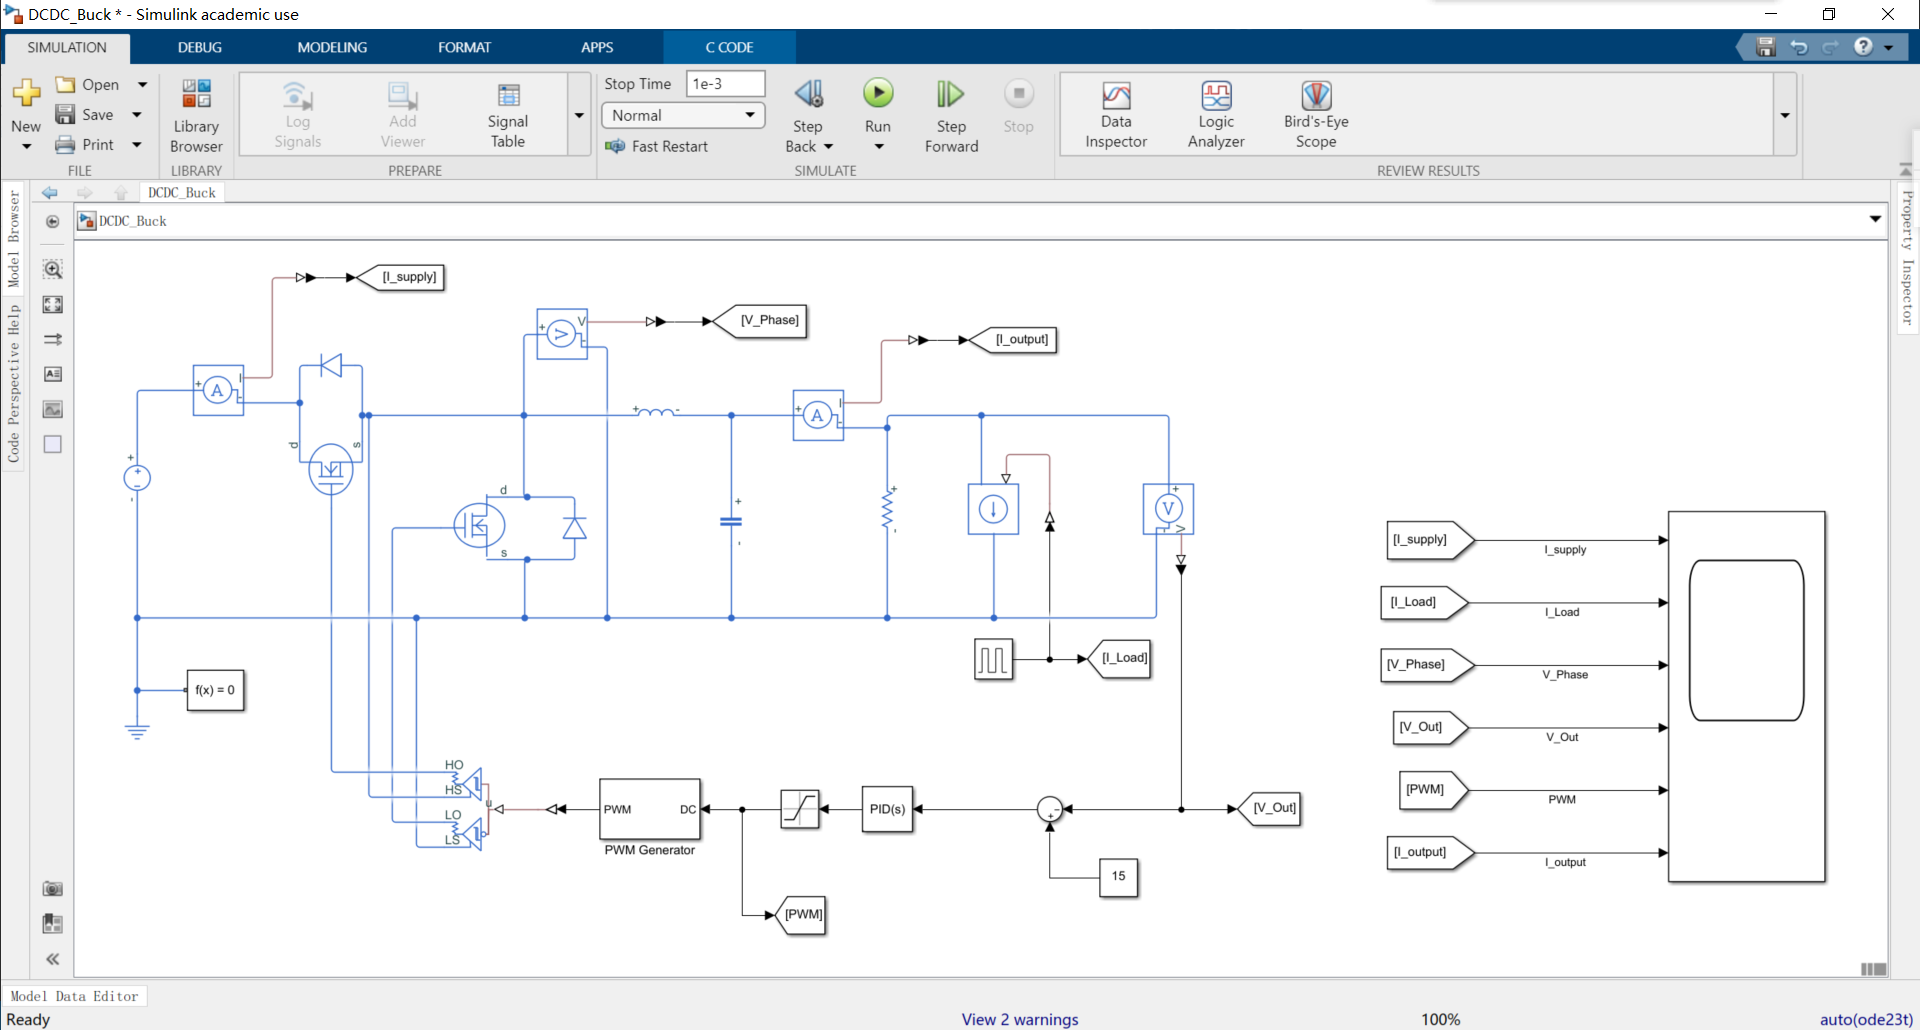 DCDC_Buck * - Simulink academic use
SIMULATION
DEBUG
MODELING
FORMAT
APPS
C CODE
New
Open
Save
Print
FILE
Library
Browser
LIBRARY
Log
Signals
Add
Viewer
Signal
Table
PREPARE
Stop Time
1e-3
Normal
Fast Restart
Step
Back
Run
Step
Forward
Stop
SIMULATE
Data
Inspector
Logic
Analyzer
Bird's-Eye
Scope
REVIEW RESULTS
Model Browser
Code Perspective Help
Property Inspector
DCDC_Buck
DCDC_Buck
[I_supply]
[V_Phase]
[I_output]
+ A I -
+ V -
+ A I -
+ -
d s
+ + - -
d
s
+ -
+ -
+ -
+ V - V
f(x) = 0
[I_Load]
HO
HS
LO
LS
u
PWM DC
PWM Generator
PID(s)
- +
[V_Out]
15
[PWM]
[I_supply] I_supply
[I_Load] I_Load
[V_Phase] V_Phase
[V_Out] V_Out
[PWM] PWM
[I_output] I_output
Model Data Editor
Ready
View 2 warnings
100%
auto(ode23t)